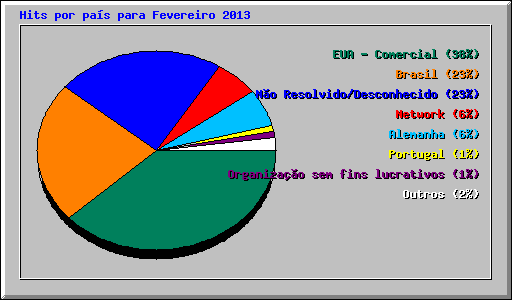 Hits por país para Fevereiro 2013
EUA - Comercial (38%)
Brasil (23%)
Não Resolvido/Desconhecido (23%)
Network (6%)
Alemanha (6%)
Portugal (1%)
Organização sem fins lucrativos (1%)
Outros (2%)